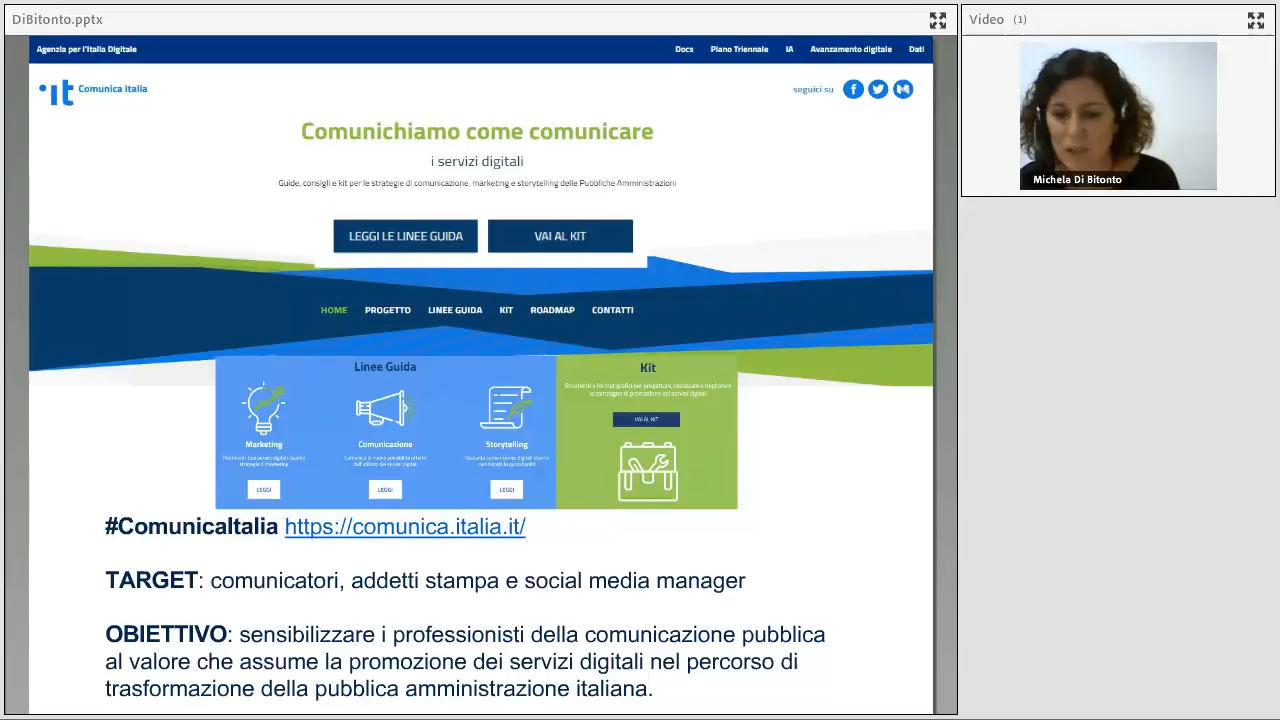 DiBitonto.pptx
Video (1)
Agenzia per l'Italia Digitale
Docs Piano Triennale IA Avanzamento digitale Dati
it Comunica Italia
seguici su
Comunichiamo come comunicare
i servizi digitali
Guide, consigli e kit per le strategie di comunicazione, marketing e storytelling delle Pubbliche Amministrazioni
LEGGI LE LINEE GUIDA VAI AL KIT
HOME PROGETTO LINEE GUIDA KIT ROADMAP CONTATTI
Linee Guida
Marketing
Comunicazione
Storytelling
LEGGI
LEGGI
LEGGI
Kit
VAI AL KIT
#ComunicaItalia https://comunica.italia.it/
TARGET: comunicatori, addetti stampa e social media manager
OBIETTIVO: sensibilizzare i professionisti della comunicazione pubblica
al valore che assume la promozione dei servizi digitali nel percorso di
trasformazione della pubblica amministrazione italiana.
Michela Di Bitonto